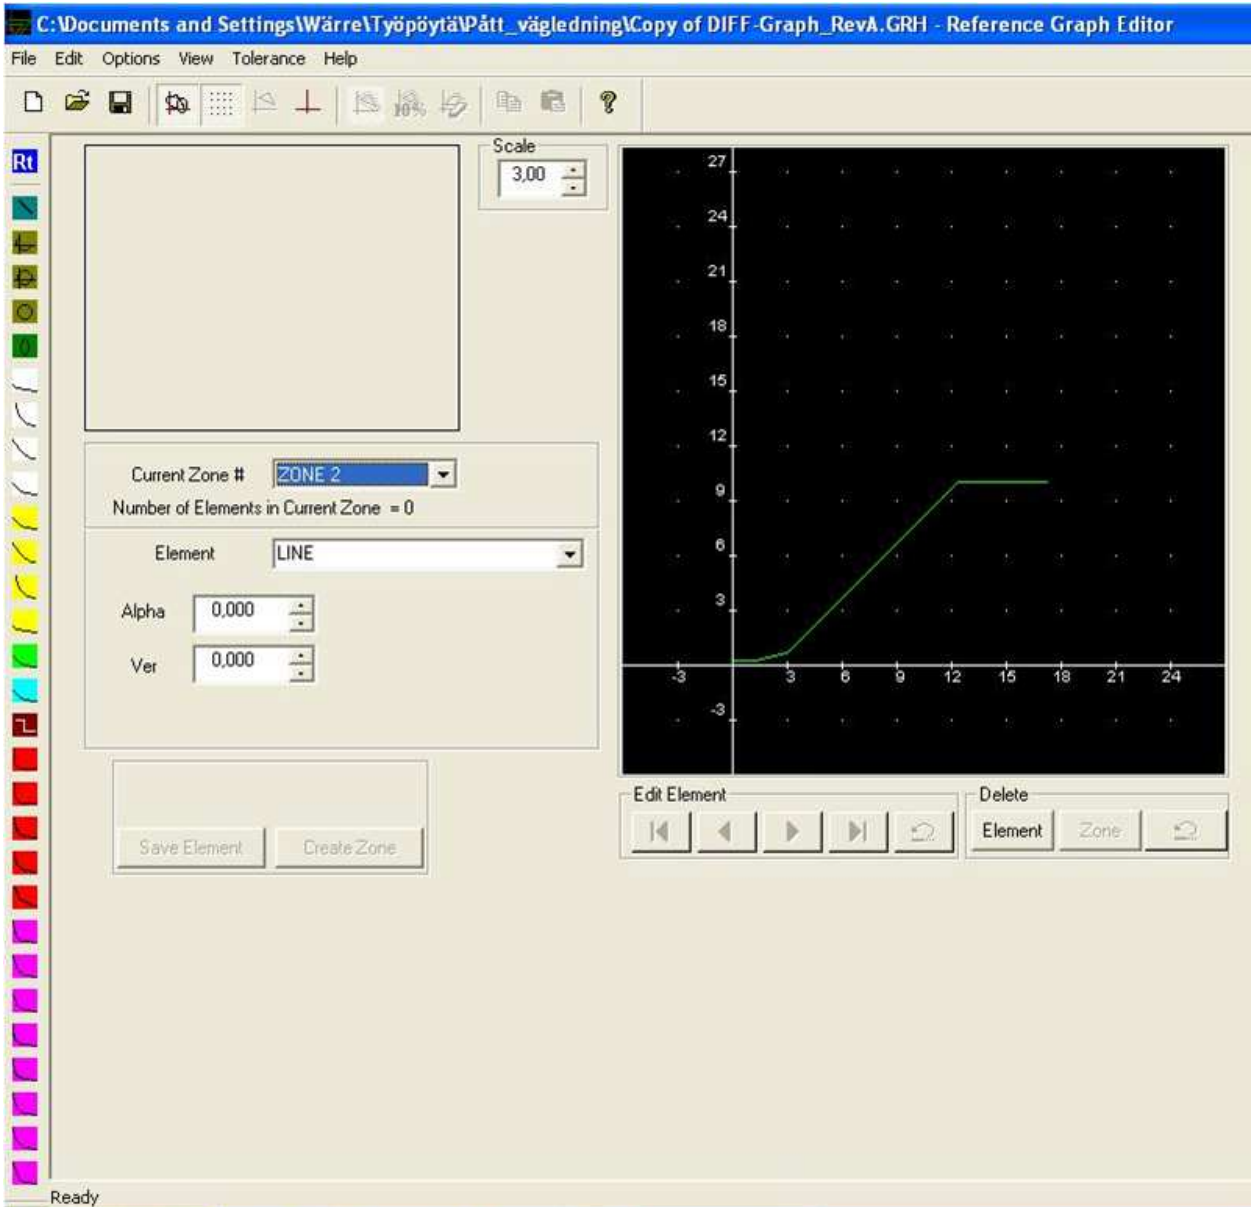 C:\Documents and Settings\Wärre\Työpöytä\Pått_vägledning\Copy of DIFF-Graph_RevA.GRH - Reference Graph Editor
File Edit Options View Tolerance Help
10% ?
Rt
Scale
3,00
27
24
21
18
15
12
9
6
3
-3 3 6 9 12 15 18 21 24
-3
Current Zone # ZONE 2
Number of Elements in Current Zone = 0
Element LINE
Alpha 0,000
Ver 0,000
Save Element Create Zone
Edit Element
Delete
Element Zone
Ready